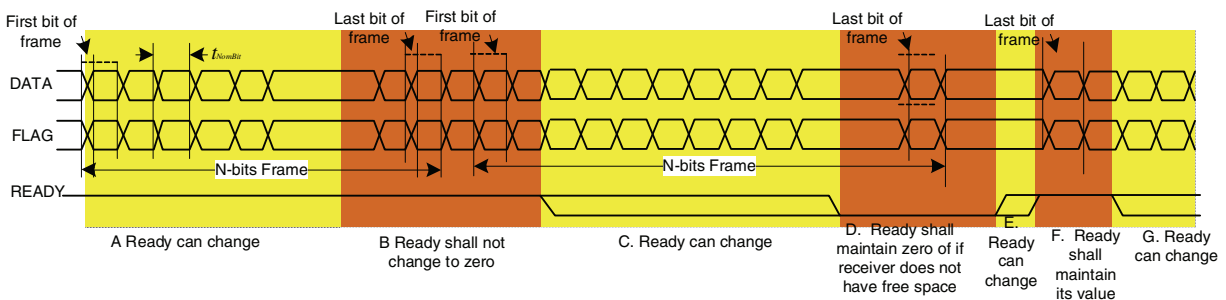 First bit of
frame
t NomBit
Last bit of
frame
First bit of
frame
Last bit of
frame
Last bit of
frame
DATA
FLAG
N-bits Frame
N-bits Frame
READY
A Ready can change
B Ready shall not
change to zero
C. Ready can change
D. Ready shall
maintain zero of if
receiver does not
have free space
E.
Ready
can
change
F. Ready
shall
maintain
its value
G. Ready
can change